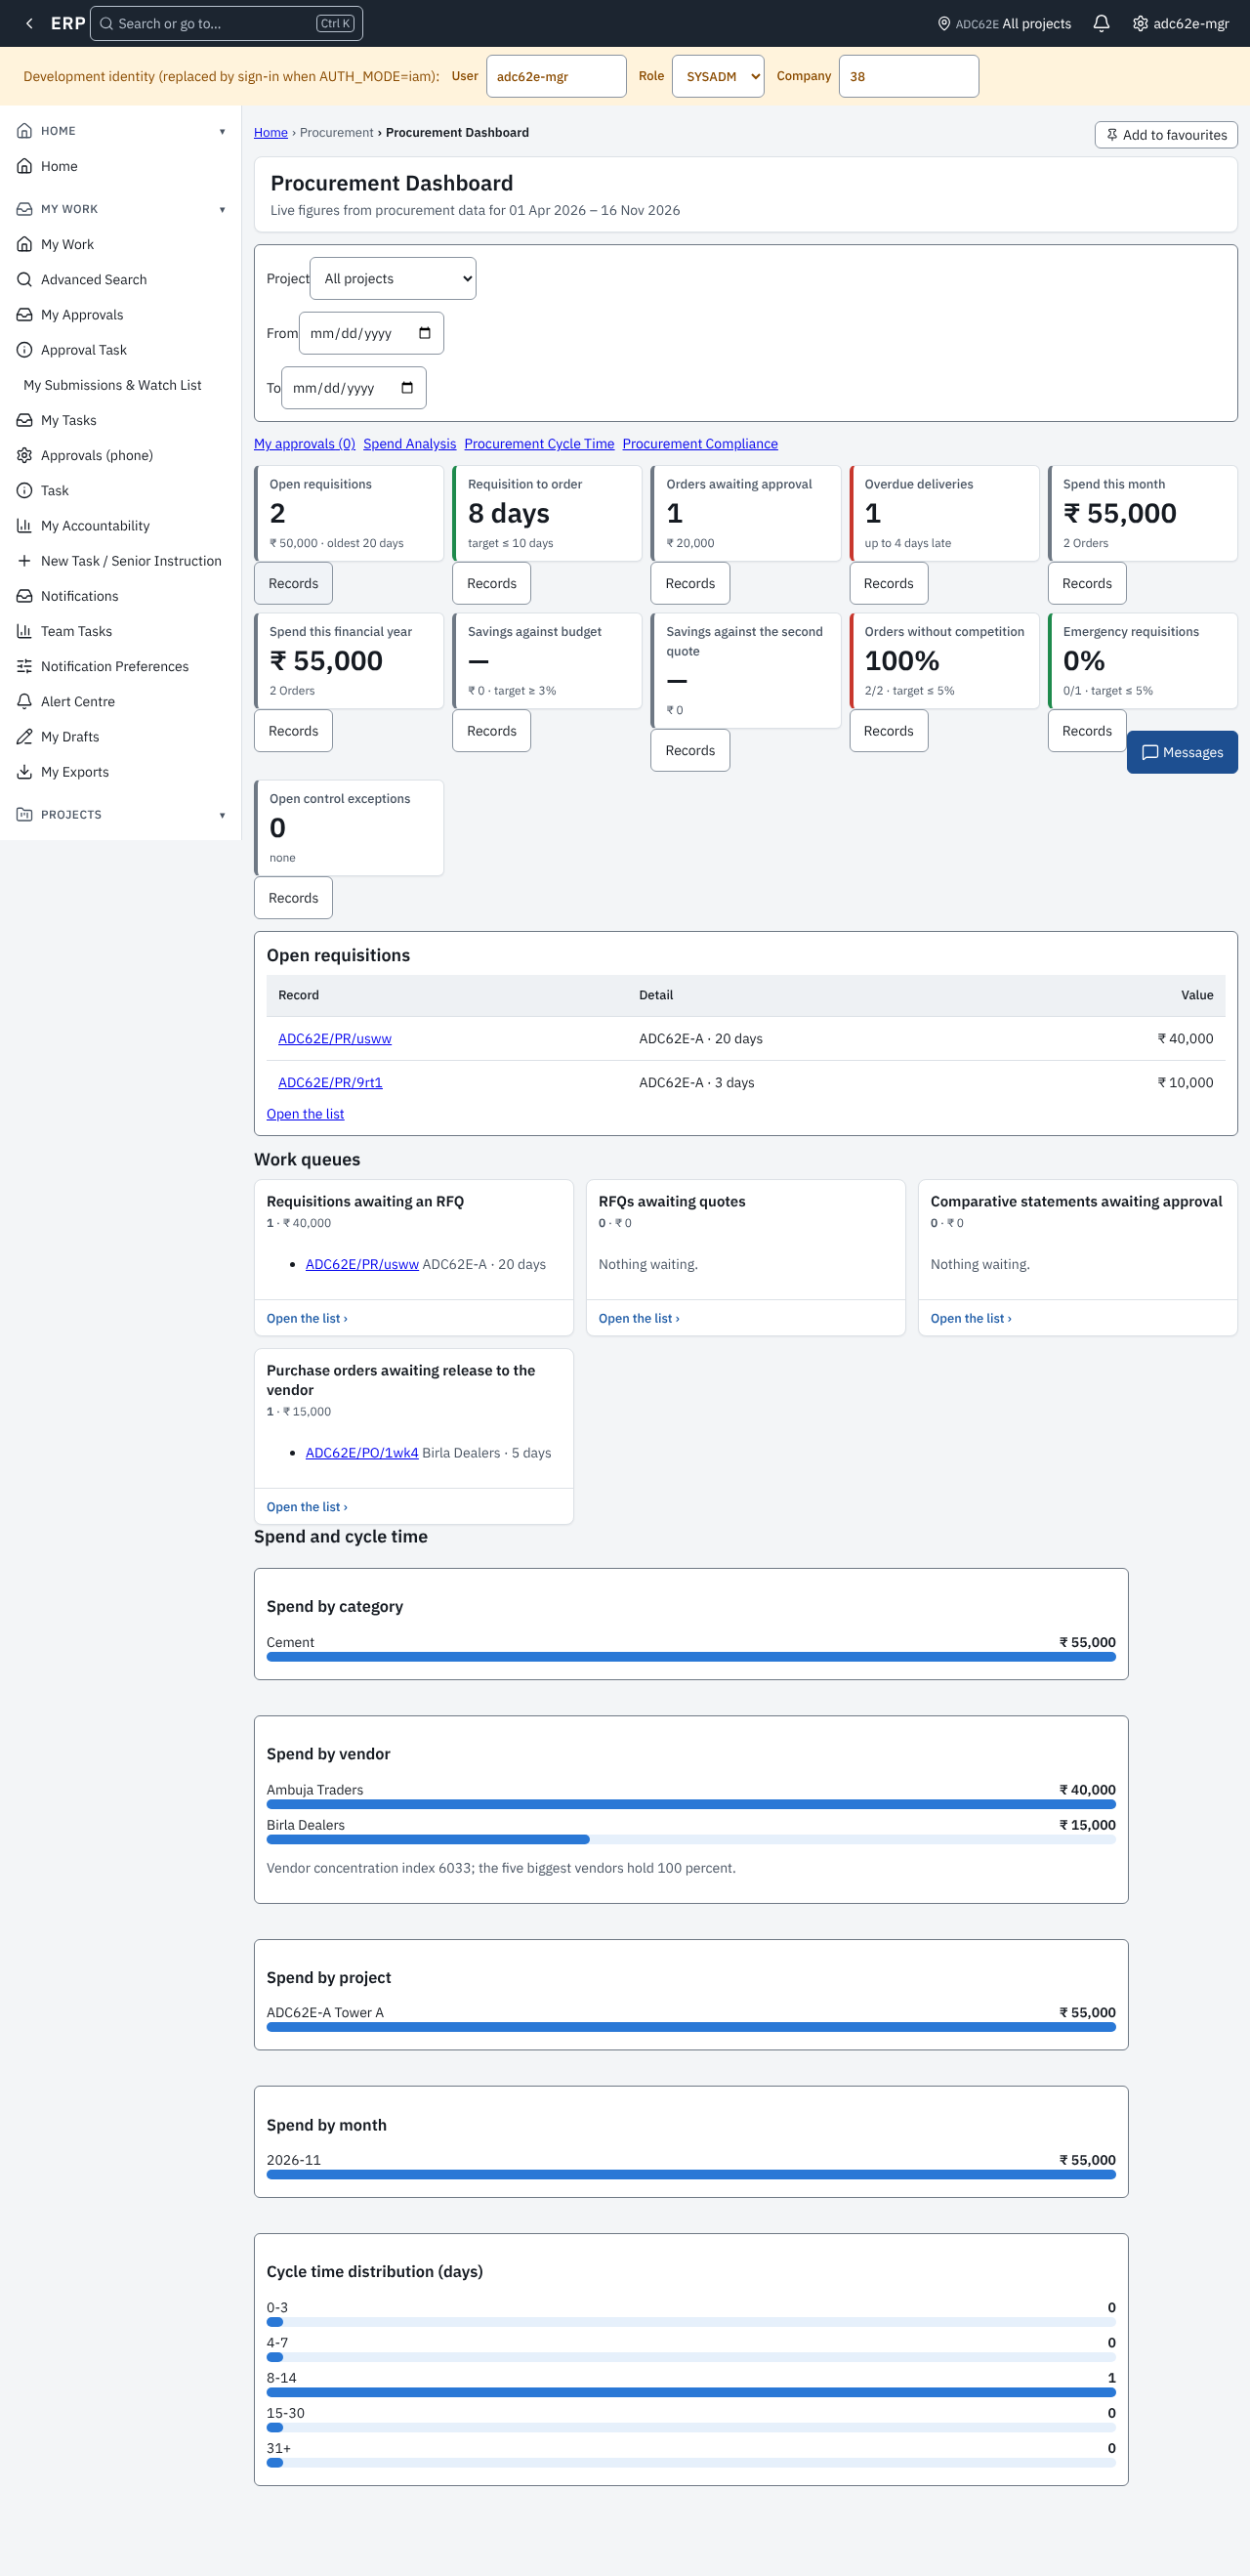 ERP Search or go to... Ctrl K ADC62E All projects adc62e-mgr
Development identity (replaced by sign-in when AUTH_MODE=iam): User adc62e-mgr Role SYSADM Company 38
HOME
Home
MY WORK
My Work
Advanced Search
My Approvals
Approval Task
My Submissions & Watch List
My Tasks
Approvals (phone)
Task
My Accountability
New Task / Senior Instruction
Notifications
Team Tasks
Notification Preferences
Alert Centre
My Drafts
My Exports
PROJECTS
Home › Procurement › Procurement Dashboard
Add to favourites
Procurement Dashboard
Live figures from procurement data for 01 Apr 2026 – 16 Nov 2026
Project All projects
From mm/dd/yyyy
To mm/dd/yyyy
My approvals (0) Spend Analysis Procurement Cycle Time Procurement Compliance
Open requisitions
2
₹ 50,000 · oldest 20 days
Records
Requisition to order
8 days
target ≤ 10 days
Records
Orders awaiting approval
1
₹ 20,000
Records
Overdue deliveries
1
up to 4 days late
Records
Spend this month
₹ 55,000
2 Orders
Records
Spend this financial year
₹ 55,000
2 Orders
Records
Savings against budget
—
₹ 0 · target ≥ 3%
Records
Savings against the second
quote
—
₹ 0
Records
Orders without competition
100%
2/2 · target ≤ 5%
Records
Emergency requisitions
0%
0/1 · target ≤ 5%
Records
Messages
Open control exceptions
0
none
Records
Open requisitions
Record Detail Value
ADC62E/PR/usww ADC62E-A · 20 days ₹ 40,000
ADC62E/PR/9rt1 ADC62E-A · 3 days ₹ 10,000
Open the list
Work queues
Requisitions awaiting an RFQ
1 · ₹ 40,000
ADC62E/PR/usww ADC62E-A · 20 days
Open the list ›
RFQs awaiting quotes
0 · ₹ 0
Nothing waiting.
Open the list ›
Comparative statements awaiting approval
0 · ₹ 0
Nothing waiting.
Open the list ›
Purchase orders awaiting release to the
vendor
1 · ₹ 15,000
ADC62E/PO/1wk4 Birla Dealers · 5 days
Open the list ›
Spend and cycle time
Spend by category
Cement ₹ 55,000
Spend by vendor
Ambuja Traders ₹ 40,000
Birla Dealers ₹ 15,000
Vendor concentration index 6033; the five biggest vendors hold 100 percent.
Spend by project
ADC62E-A Tower A ₹ 55,000
Spend by month
2026-11 ₹ 55,000
Cycle time distribution (days)
0-3 0
4-7 0
8-14 1
15-30 0
31+ 0